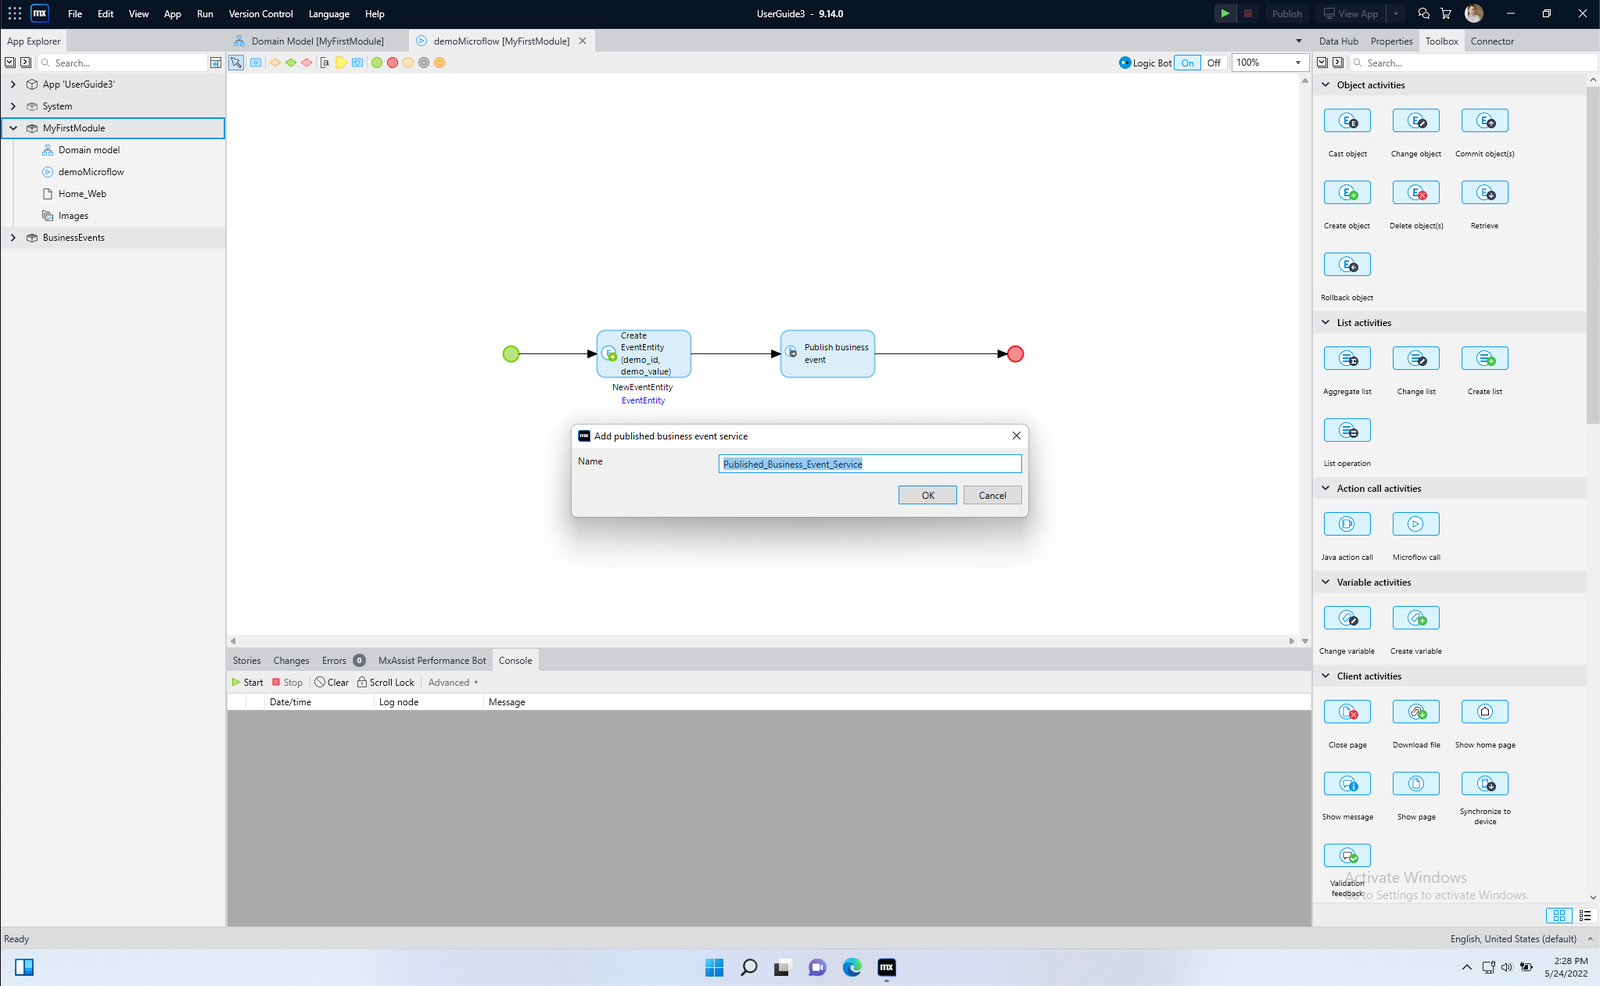 mx
File Edit View App Run Version Control Language Help
UserGuide3 - 9.14.0
Publish View App
App Explorer
Domain Model [MyFirstModule]
demoMicroflow [MyFirstModule]
Data Hub Properties Toolbox Connector
Search...
Logic Bot On Off 100%
Search...
App 'UserGuide3'
System
MyFirstModule
Domain model
demoMicroflow
Home_Web
Images
BusinessEvents
Create
EventEntity
(demo_id,
demo_value)
NewEventEntity
EventEntity
Publish business
event
mx Add published business event service
Name
Published_Business_Event_Service
OK Cancel
Stories Changes Errors 0 MxAssist Performance Bot Console
Start Stop Clear Scroll Lock Advanced
Date/time Log node Message
Object activities
Cast object Change object Commit object(s)
Create object Delete object(s) Retrieve
Rollback object
List activities
Aggregate list Change list Create list
List operation
Action call activities
Java action call Microflow call
Variable activities
Change variable Create variable
Client activities
Close page Download file Show home page
Show message Show page Synchronize to
device
Validation
feedback
Activate Windows
Go to Settings to activate Windows.
Ready
English, United States (default)
mx
2:28 PM
5/24/2022